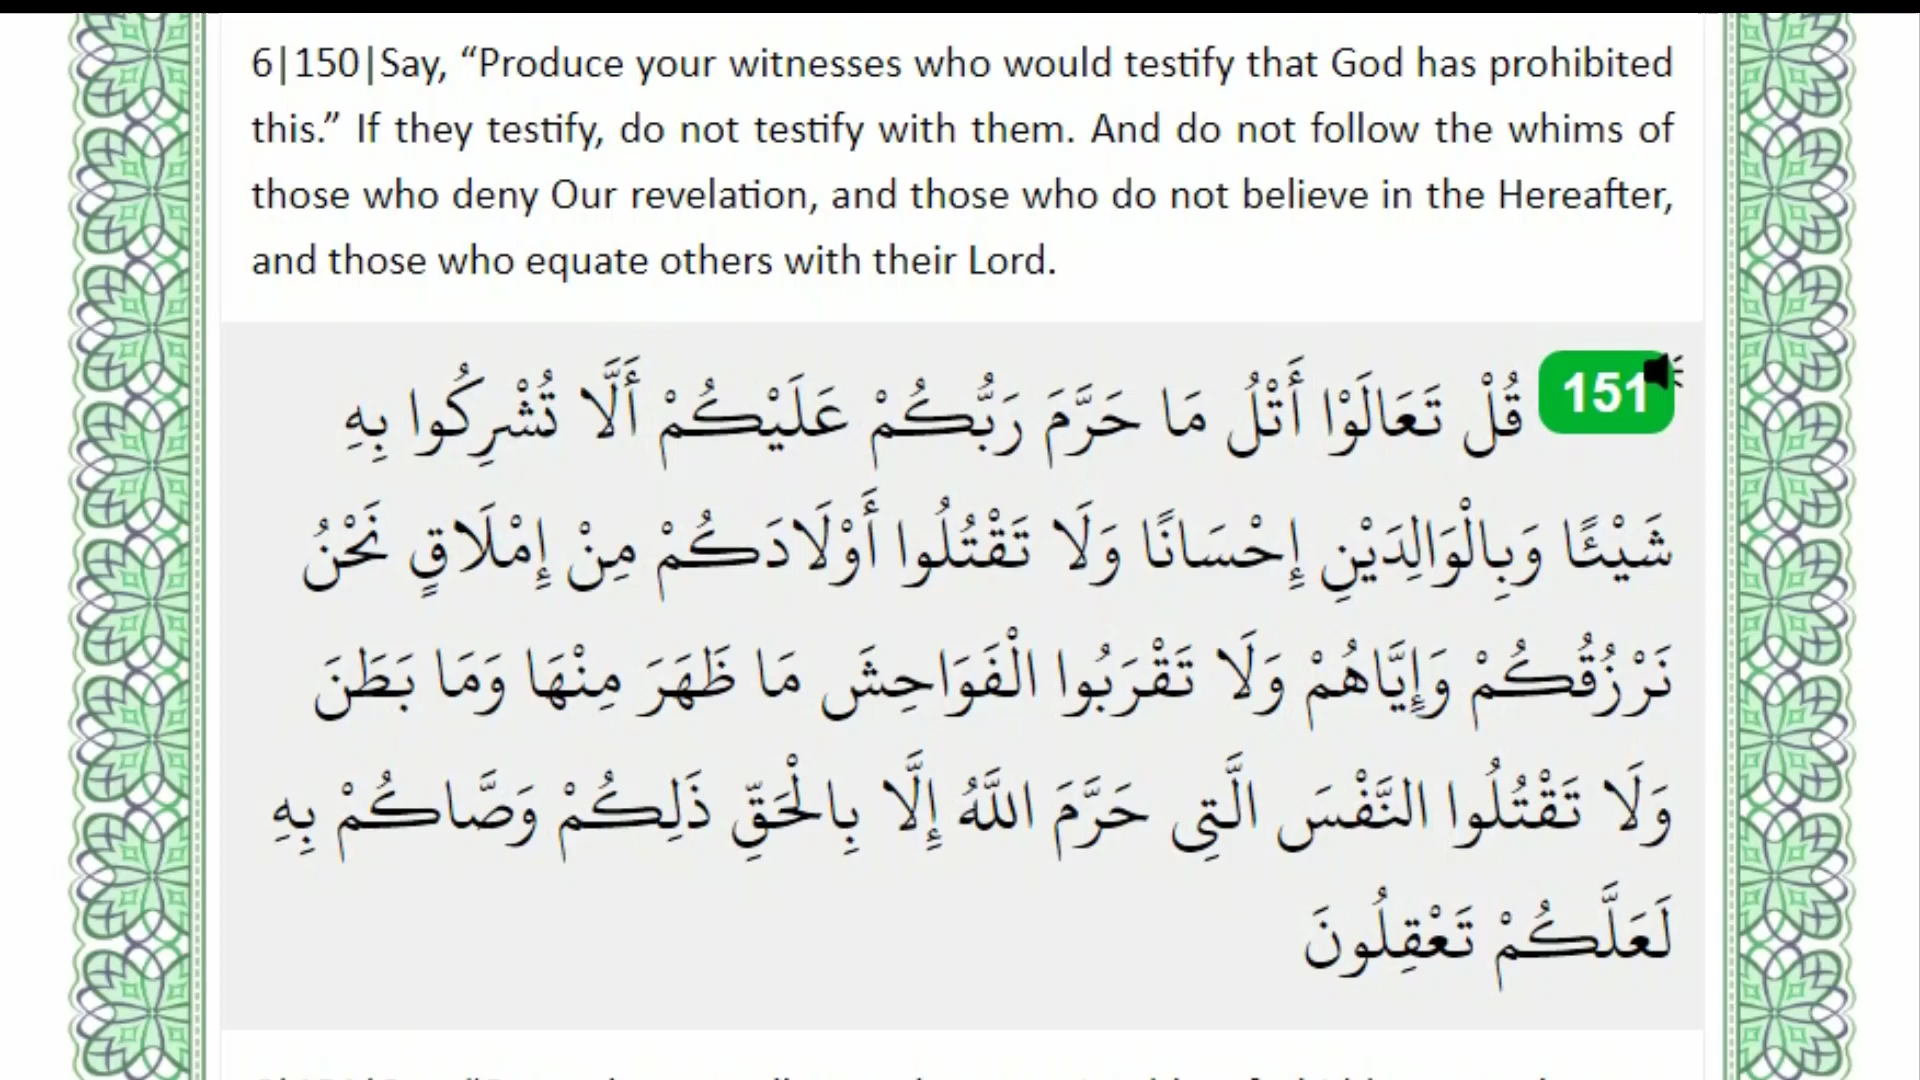 6|150|Say, “Produce your witnesses who would testify that God has prohibited
this.” If they testify, do not testify with them. And do not follow the whims of
those who deny Our revelation, and those who do not believe in the Hereafter,
and those who equate others with their Lord.
151 قُلْ تَعَالَوْا أَتْلُ مَا حَرَّمَ رَبُّكُمْ عَلَيْكُمْ أَلَّا تُشْرِكُوا بِهِ
شَيْئًا وَبِالْوَالِدَيْنِ إِحْسَانًا وَلَا تَقْتُلُوا أَوْلَادَكُمْ مِنْ إِمْلَاقٍ نَحْنُ
نَرْزُقُكُمْ وَإِيَّاهُمْ وَلَا تَقْرَبُوا الْفَوَاحِشَ مَا ظَهَرَ مِنْهَا وَمَا بَطَنَ
وَلَا تَقْتُلُوا النَّفْسَ الَّتِى حَرَّمَ اللَّهُ إِلَّا بِالْحَقِّ ذَلِكُمْ وَصَّاكُمْ بِهِ
لَعَلَّكُمْ تَعْقِلُونَ